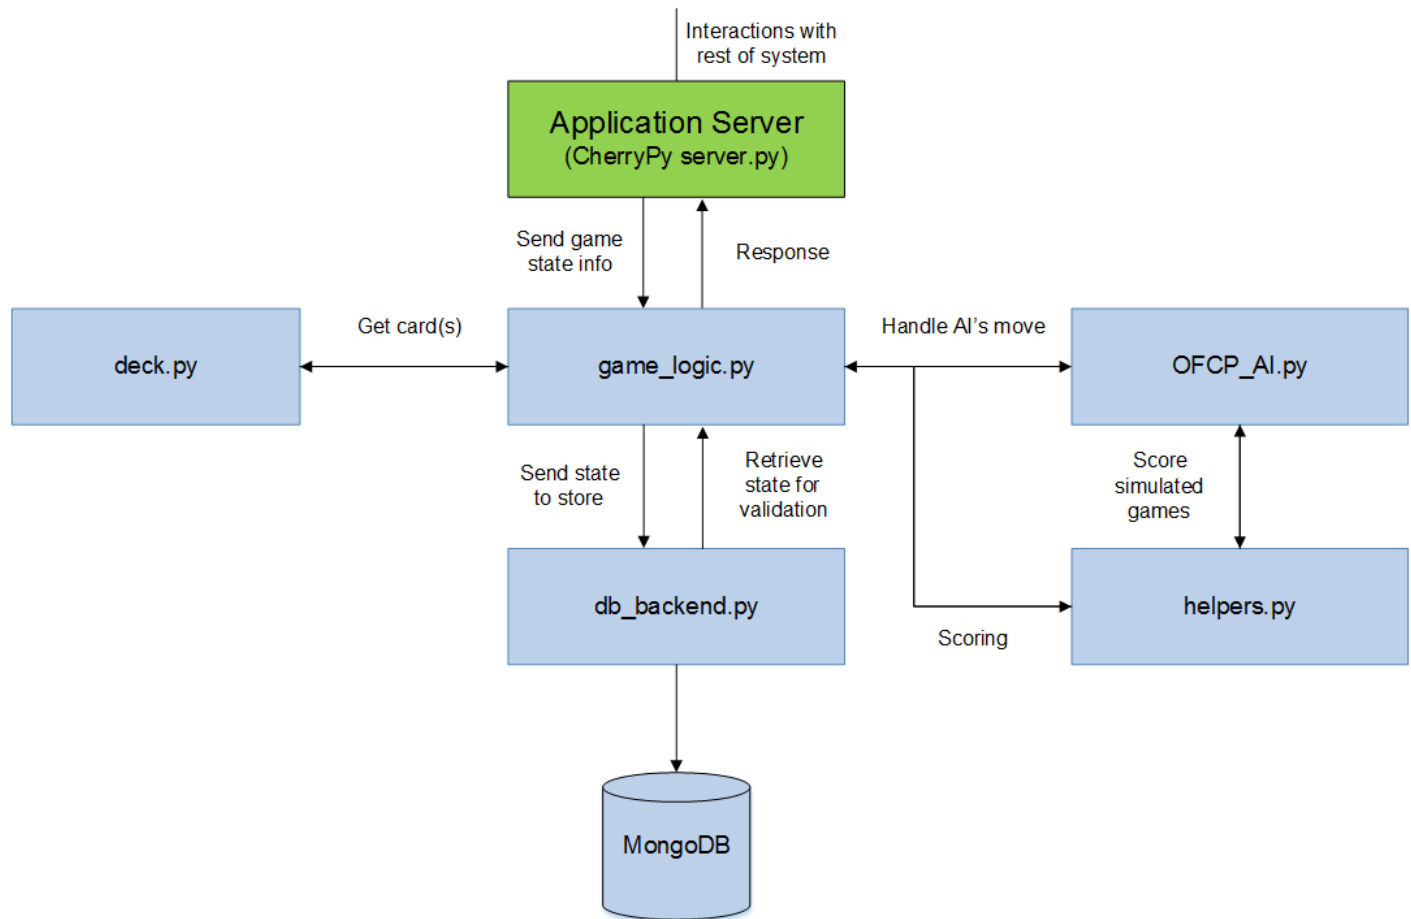 Interactions with
rest of system
Application Server
(CherryPy server.py)
Send game
state info
Response
Get card(s)
Handle AI's move
deck.py
game_logic.py
OFCP_AI.py
Send state
to store
Retrieve
state for
validation
Score
simulated
games
db_backend.py
helpers.py
Scoring
MongoDB